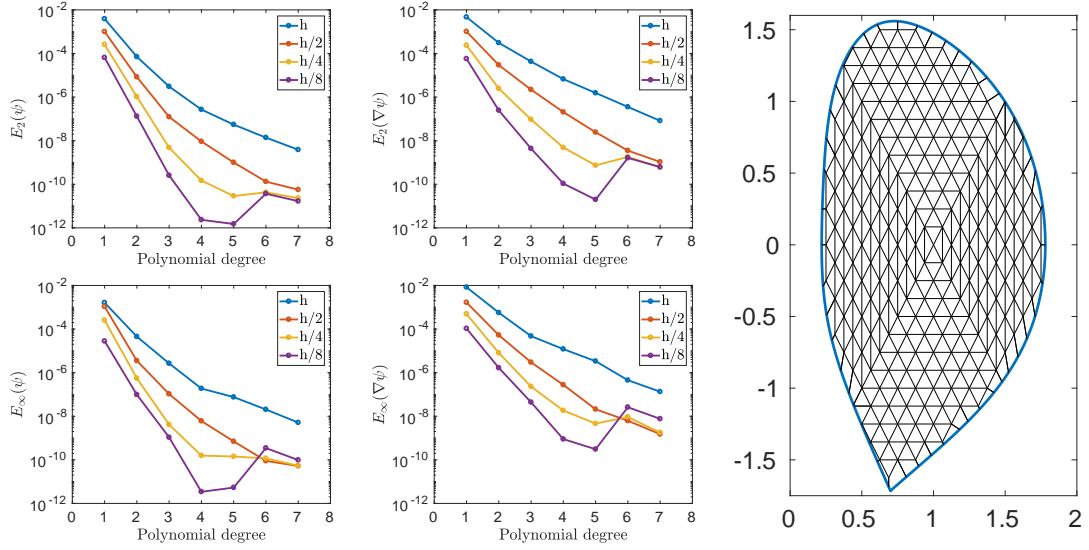 10^-2
10^-4
10^-6
10^-8
10^-10
10^-12
E_2(ψ)
0 1 2 3 4 5 6 7 8
Polynomial degree
h
h/2
h/4
h/8
10^-2
10^-4
10^-6
10^-8
10^-10
10^-12
E_2(∇ψ)
0 1 2 3 4 5 6 7 8
Polynomial degree
h
h/2
h/4
h/8
10^-2
10^-4
10^-6
10^-8
10^-10
10^-12
E_∞(ψ)
0 1 2 3 4 5 6 7 8
Polynomial degree
h
h/2
h/4
h/8
10^-2
10^-4
10^-6
10^-8
10^-10
10^-12
E_∞(∇ψ)
0 1 2 3 4 5 6 7 8
Polynomial degree
h
h/2
h/4
h/8
1.5
1
0.5
0
-0.5
-1
-1.5
0 0.5 1 1.5 2